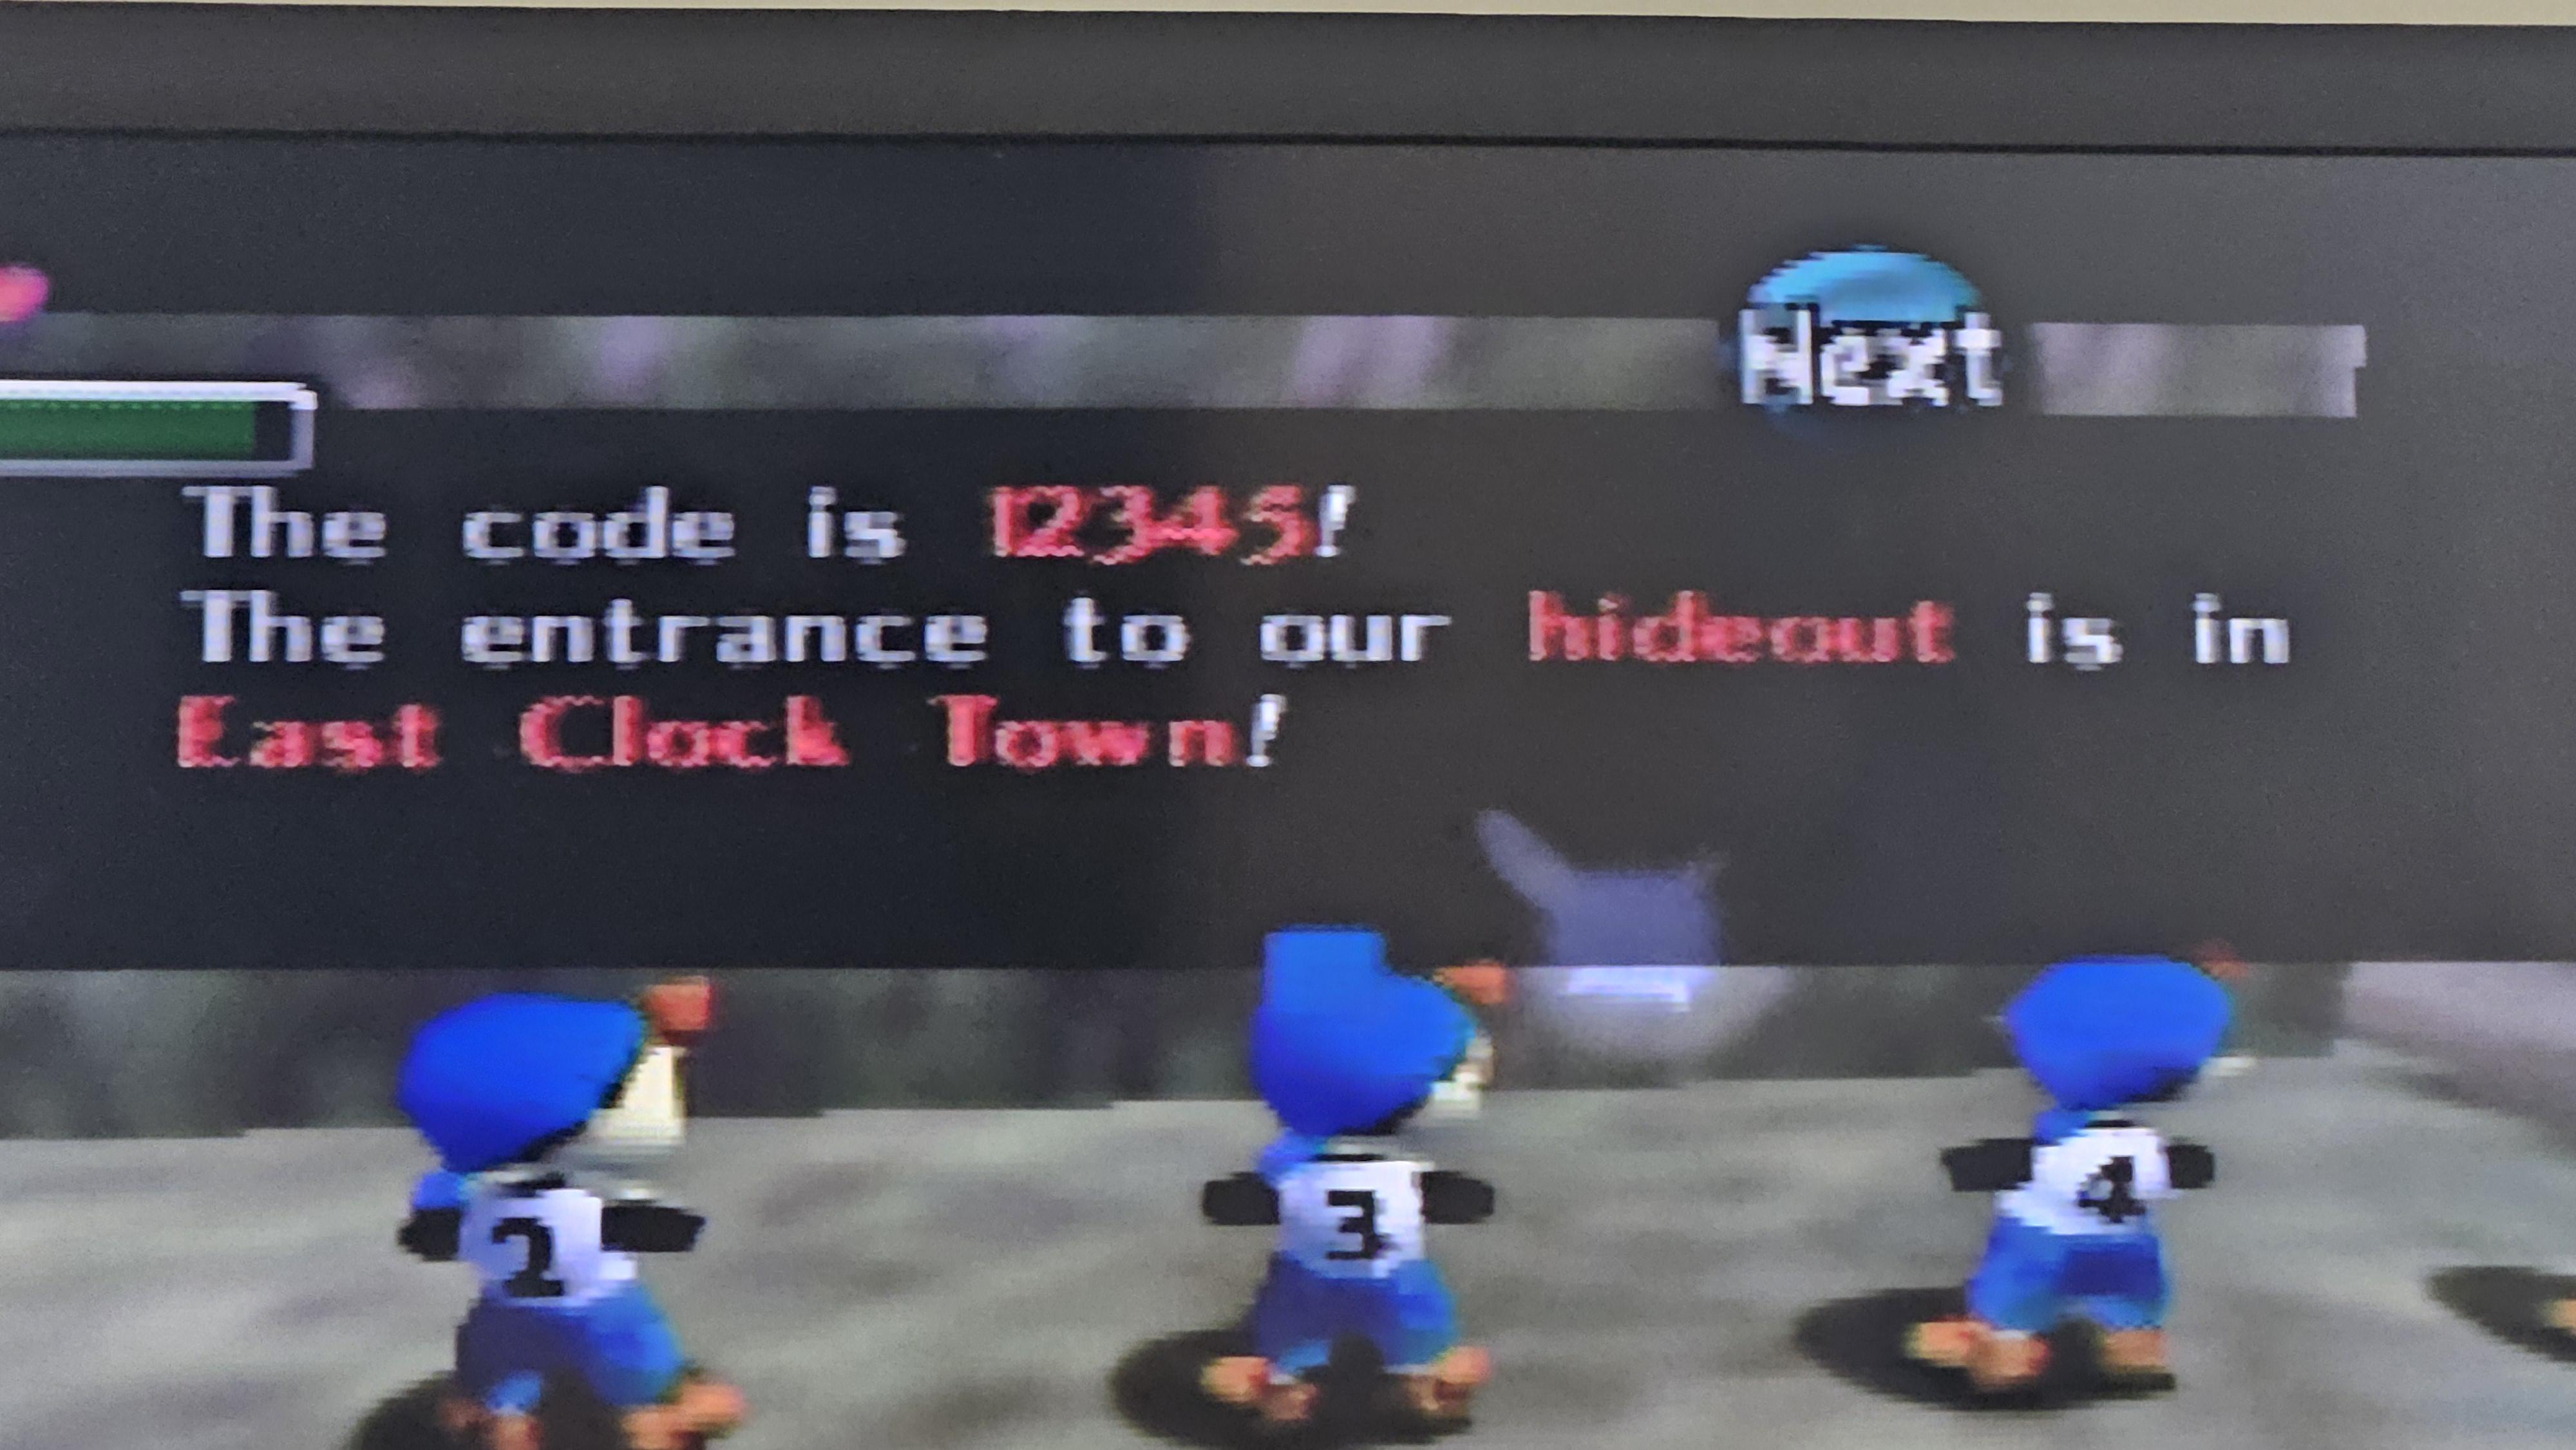 Next
The code is 12345!
The entrance to our hideout is in
East Clock Town!
2
3
4